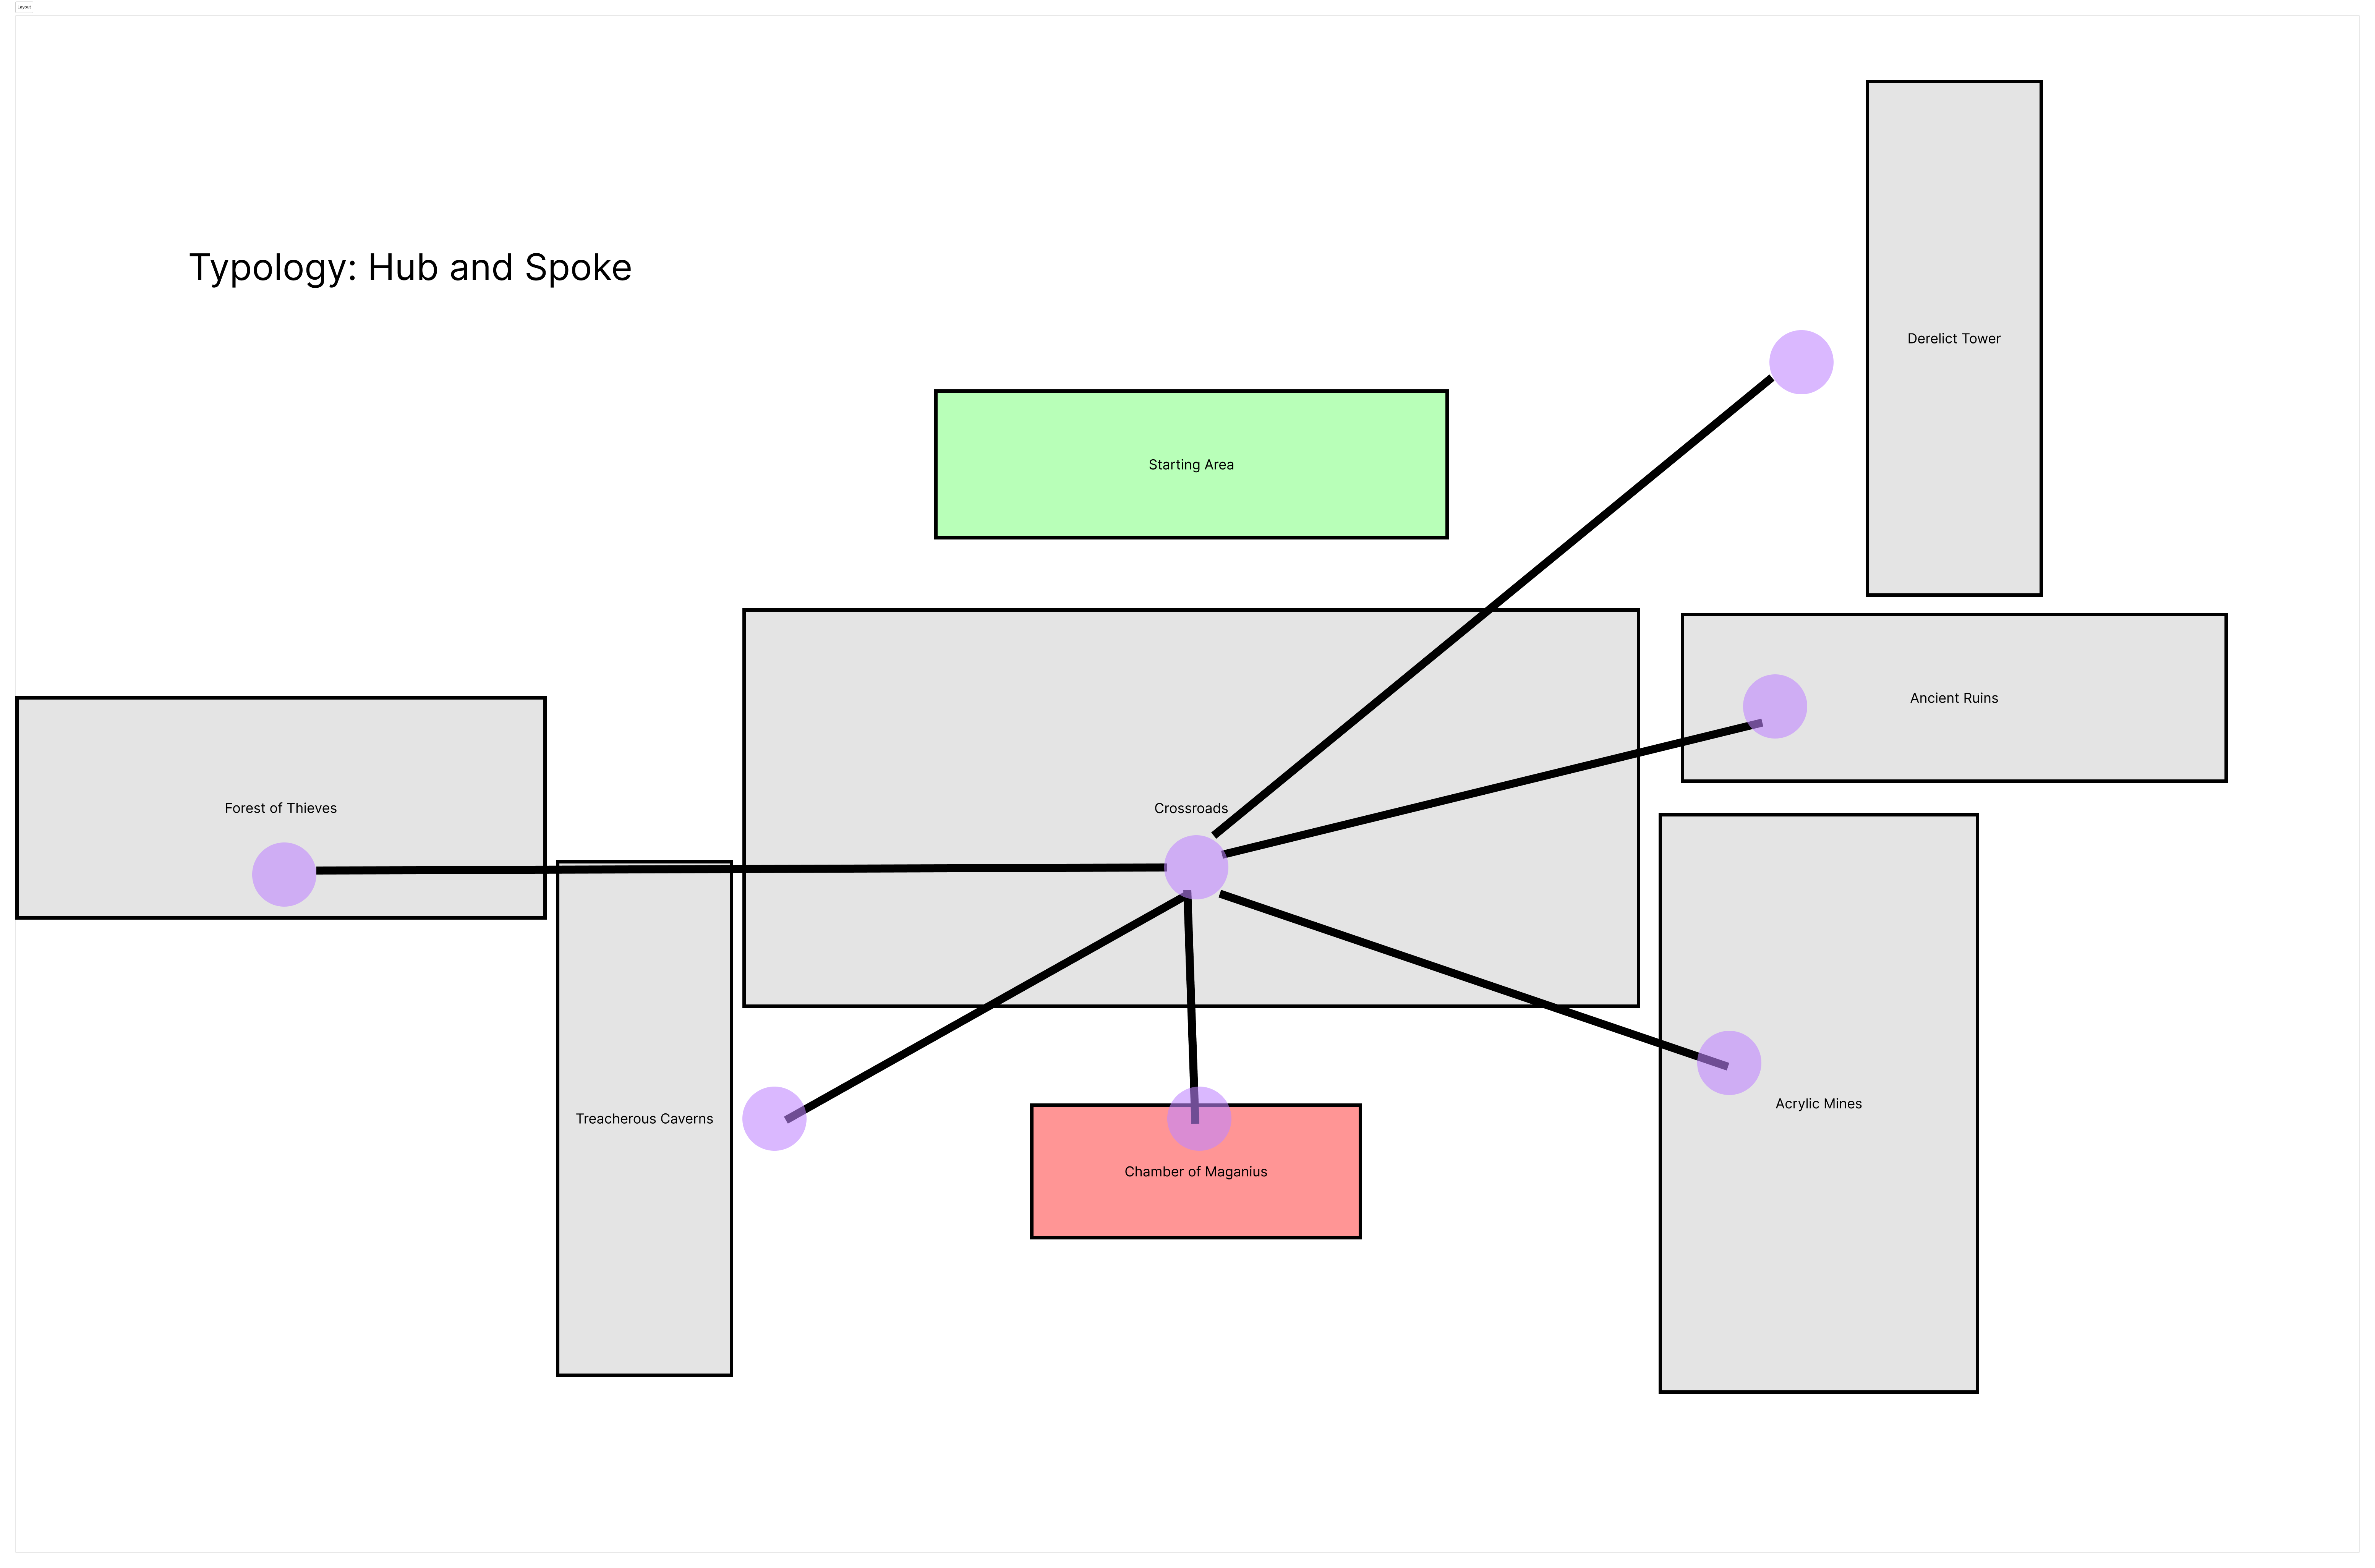 Layout
Typology: Hub and Spoke
Derelict Tower
Starting Area
Ancient Ruins
Forest of Thieves
Crossroads
Acrylic Mines
Treacherous Caverns
Chamber of Maganius